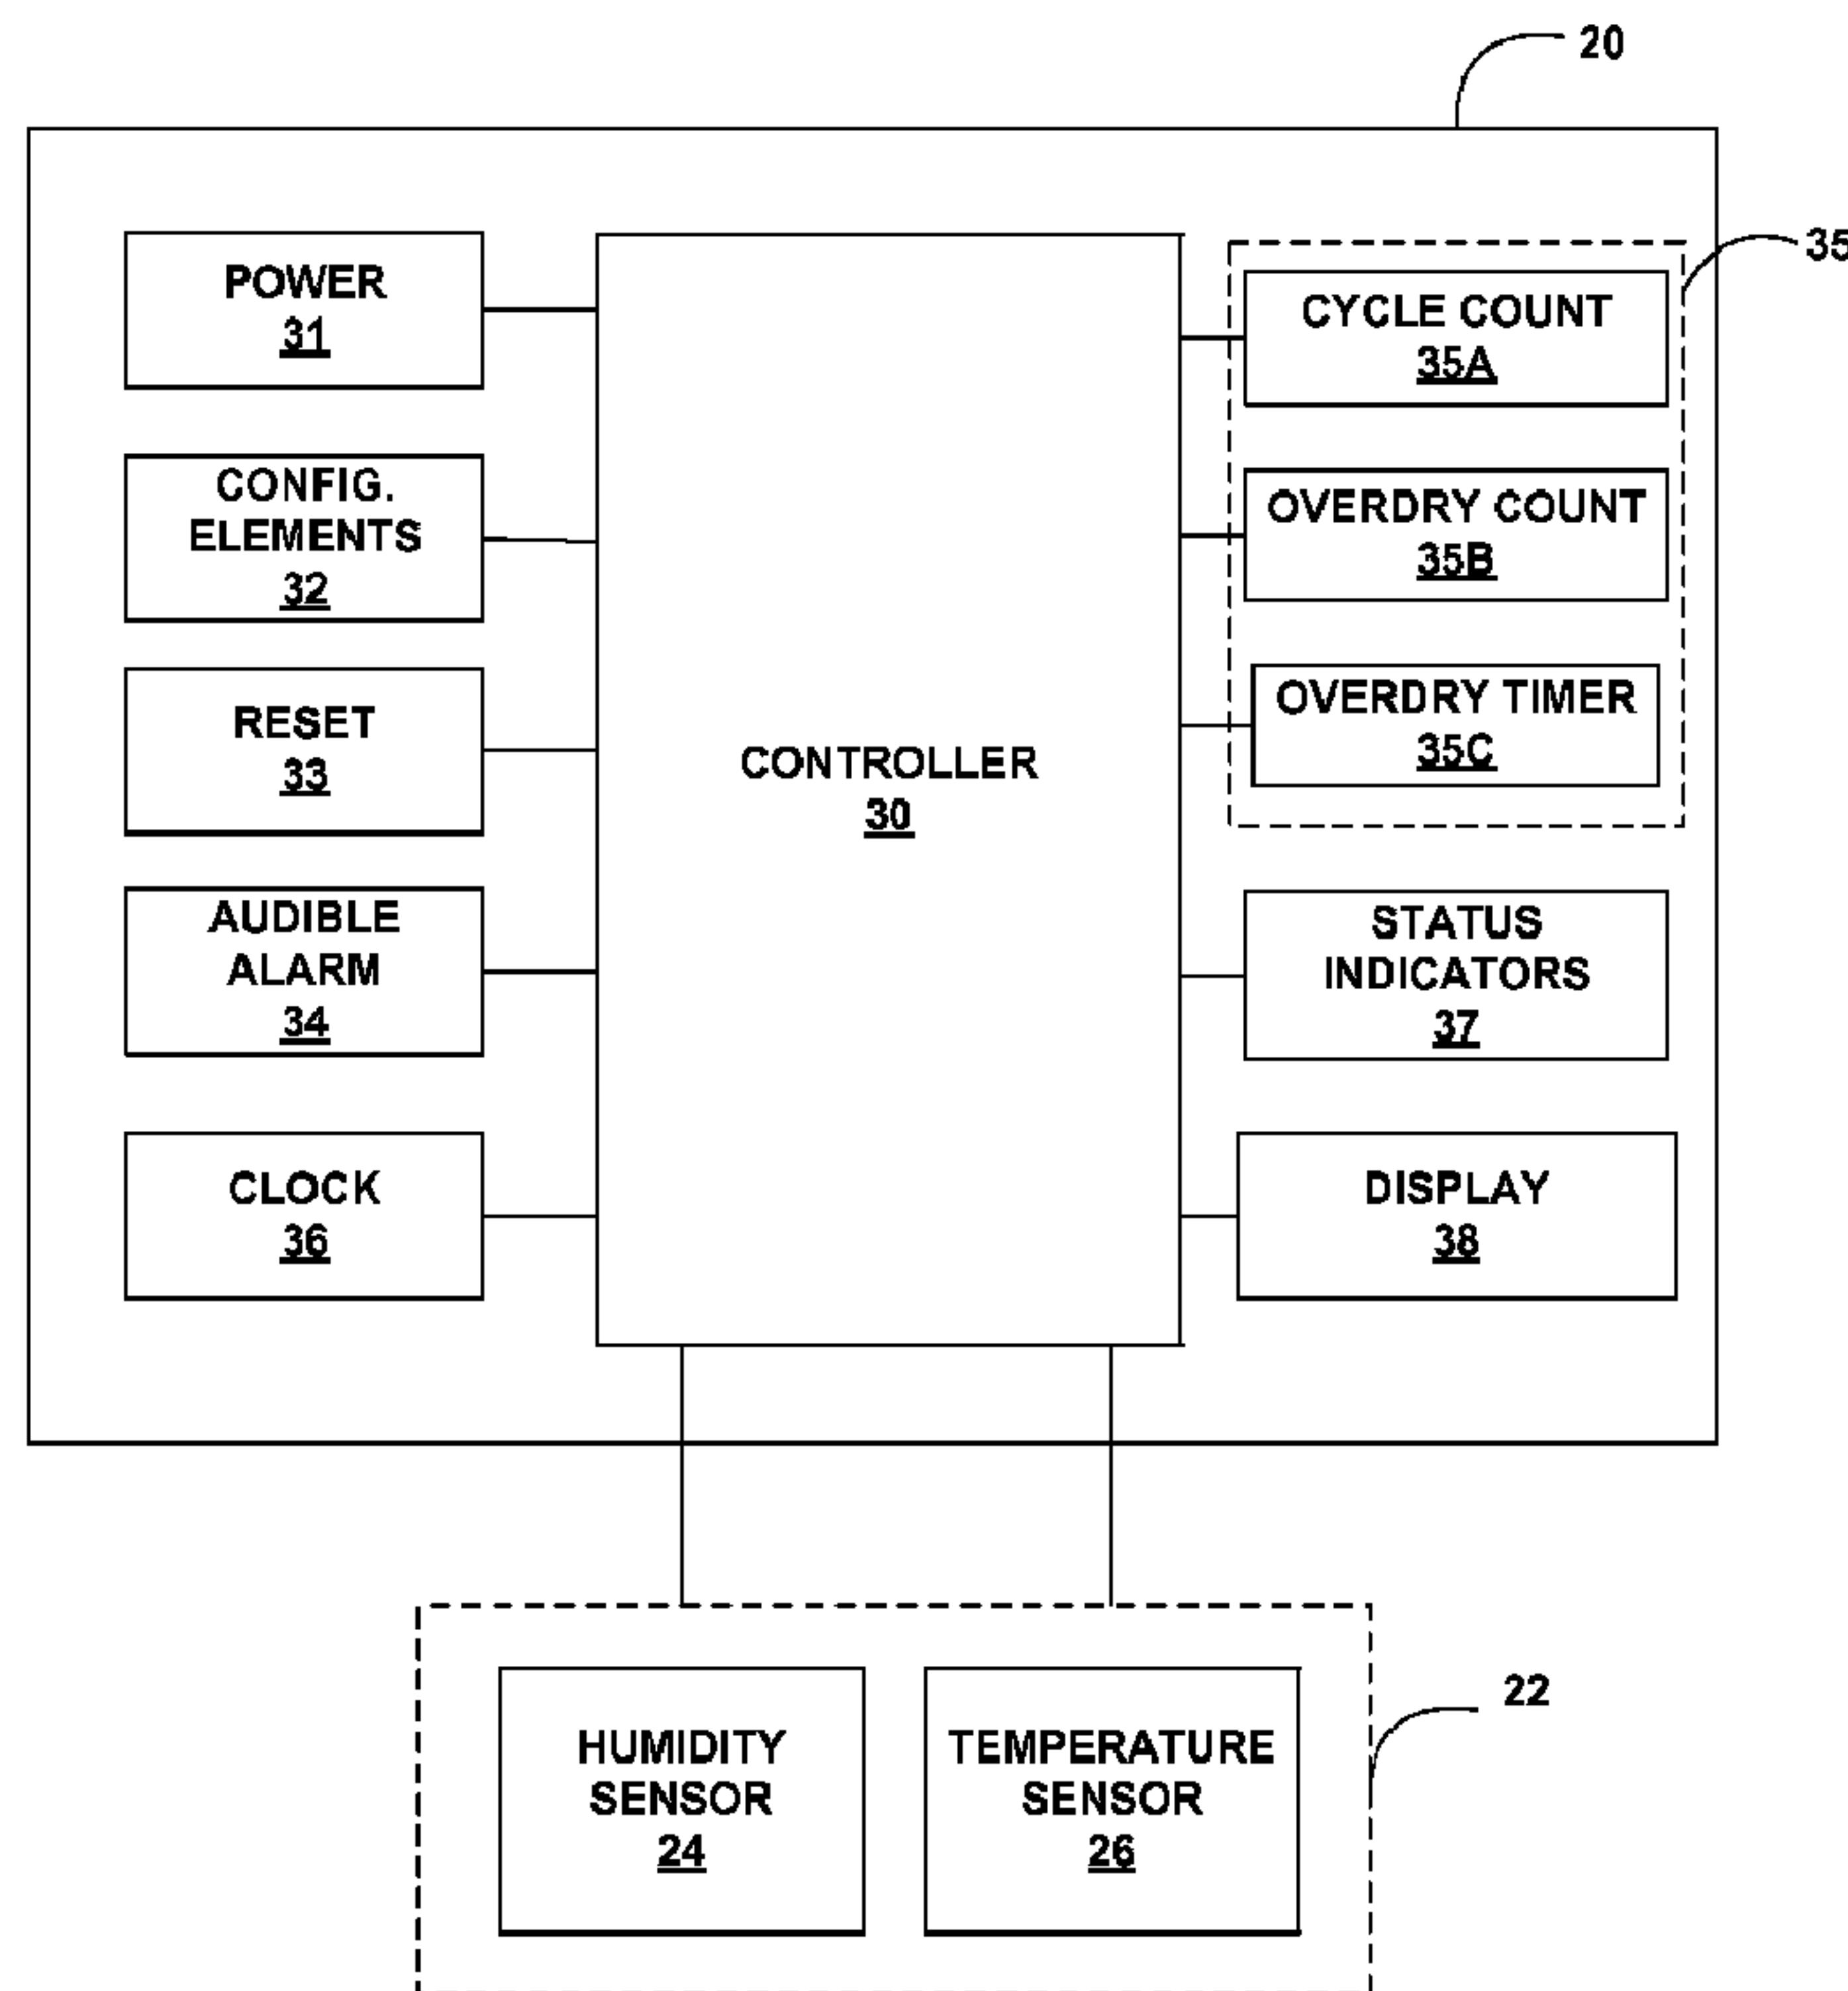 20
35
POWER
31
CONFIG.
ELEMENTS
32
RESET
33
AUDIBLE
ALARM
34
CLOCK
36
CONTROLLER
30
CYCLE COUNT
35A
OVERDRY COUNT
35B
OVERDRY TIMER
35C
STATUS
INDICATORS
37
DISPLAY
38
22
HUMIDITY
SENSOR
24
TEMPERATURE
SENSOR
26